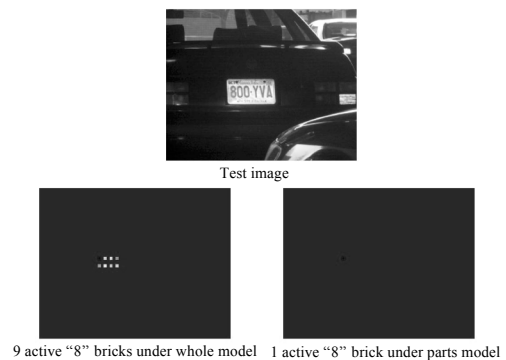 800·YVA
Test image
9 active “8” bricks under whole model
1 active “8” brick under parts model